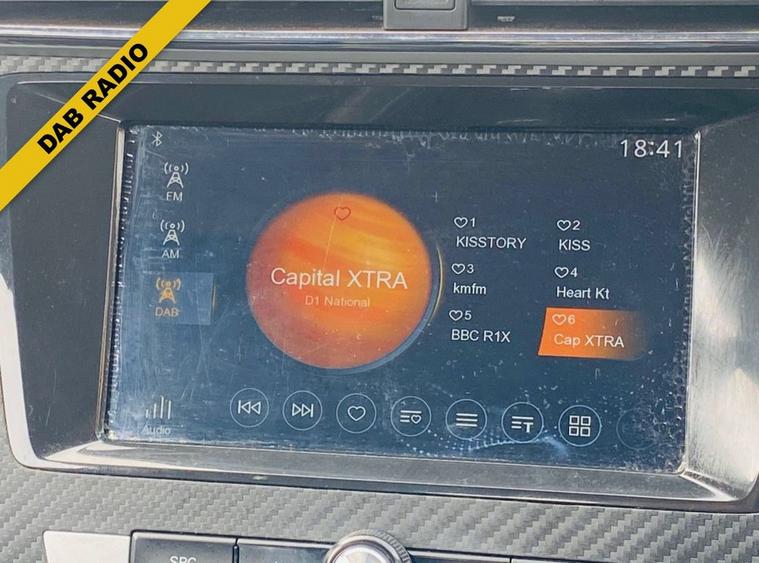 DAB RADIO
18:41
FM
AM
DAB
Audio
Capital XTRA
D1 National
1
KISSTORY
2
KISS
3
kmfm
4
Heart Kt
5
BBC R1X
6
Cap XTRA
T
SRC